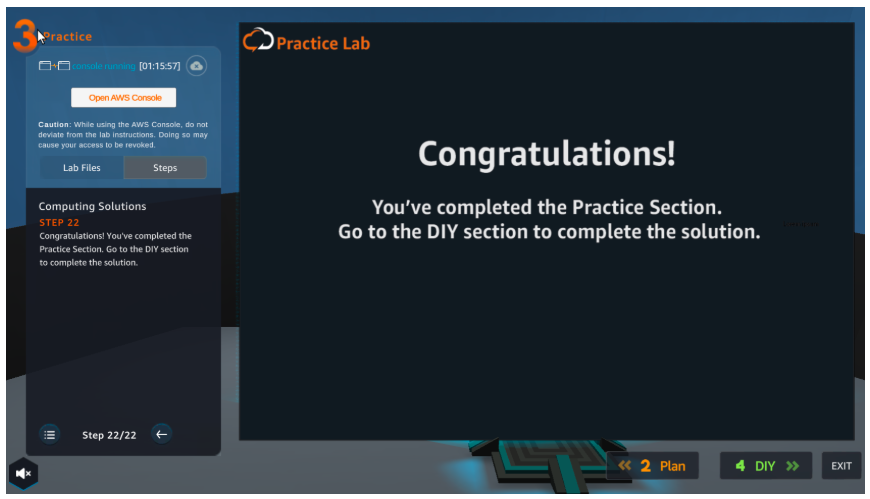 3 Practice
console running [01:15:57]
Open AWS Console
Caution: While using the AWS Console, do not
deviate from the lab instructions. Doing so may
cause your access to be revoked.
Lab Files Steps
Computing Solutions
STEP 22
Congratulations! You've completed the
Practice Section. Go to the DIY section
to complete the solution.
Step 22/22
Practice Lab
Congratulations!
You've completed the Practice Section.
Go to the DIY section to complete the solution.
2 Plan
4 DIY
EXIT